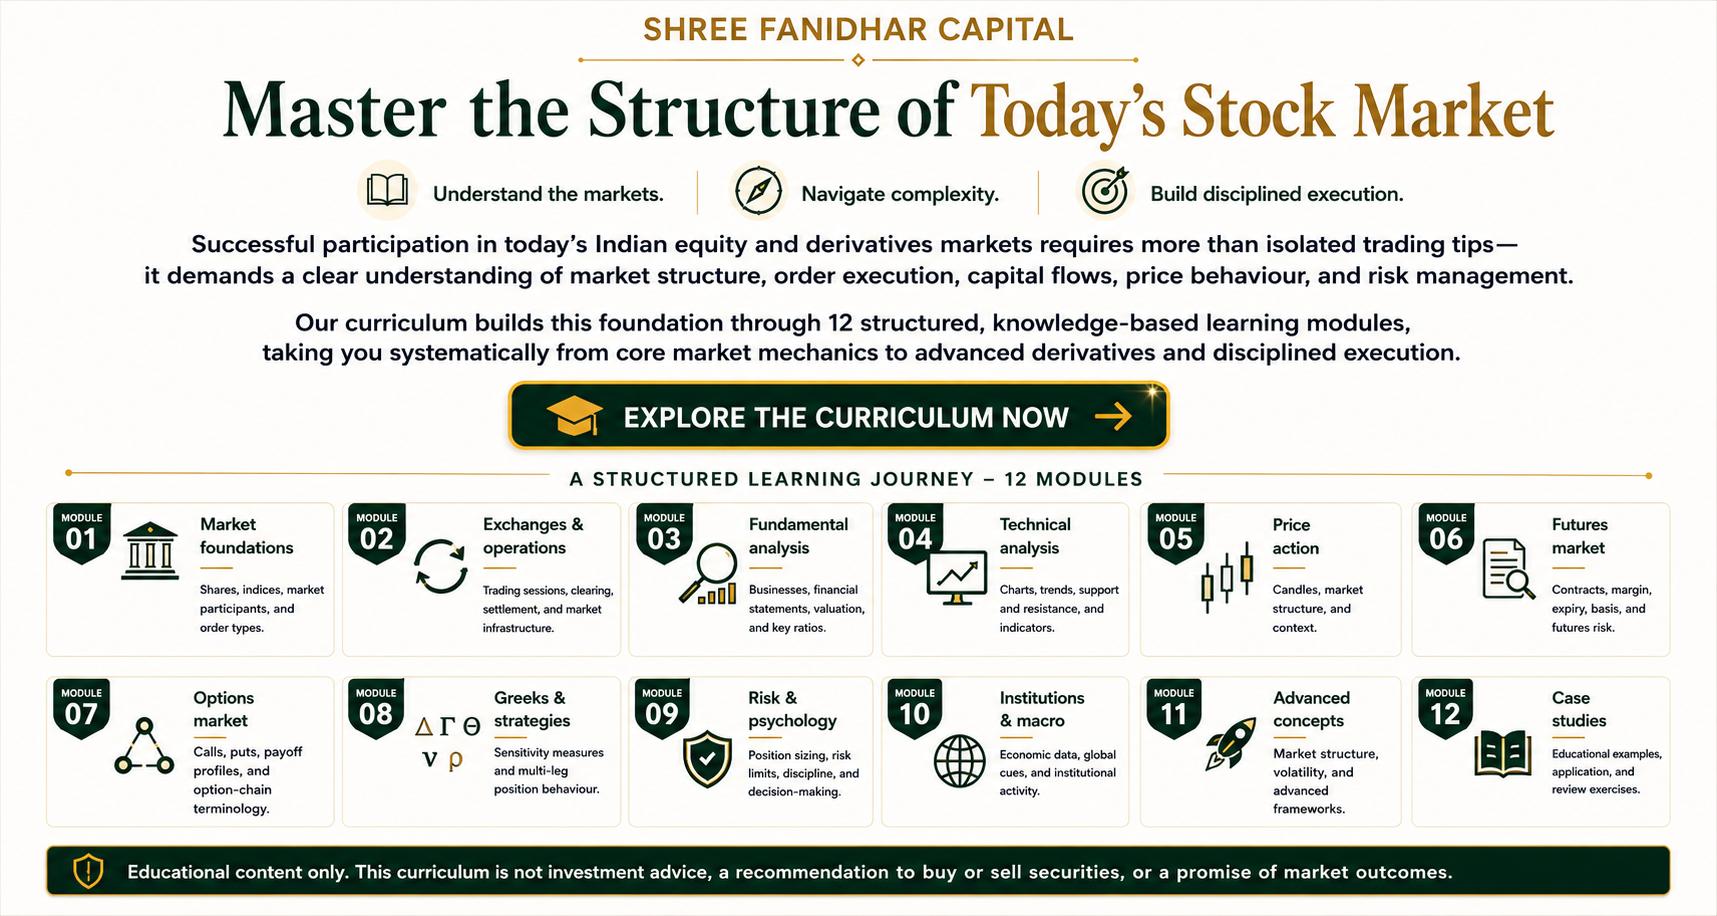 SHREE FANIDHAR CAPITAL
Master the Structure of Today's Stock Market
Understand the markets.
Navigate complexity.
Build disciplined execution.
Successful participation in today's Indian equity and derivatives markets requires more than isolated trading tips—
it demands a clear understanding of market structure, order execution, capital flows, price behaviour, and risk management.
Our curriculum builds this foundation through 12 structured, knowledge-based learning modules,
taking you systematically from core market mechanics to advanced derivatives and disciplined execution.
EXPLORE THE CURRICULUM NOW
A STRUCTURED LEARNING JOURNEY – 12 MODULES
MODULE
01
Market
foundations
Shares, indices, market
participants, and
order types.
MODULE
02
Exchanges &
operations
Trading sessions, clearing,
settlement, and market
infrastructure.
MODULE
03
Fundamental
analysis
Businesses, financial
statements, valuation,
and key ratios.
MODULE
04
Technical
analysis
Charts, trends, support
and resistance, and
indicators.
MODULE
05
Price
action
Candles, market
structure, and
context.
MODULE
06
Futures
market
Contracts, margin,
expiry, basis, and
futures risk.
MODULE
07
Options
market
Calls, puts, payoff
profiles, and
option-chain
terminology.
MODULE
08
Δ Γ Θ
ν ρ
Greeks &
strategies
Sensitivity measures
and multi-leg
position behaviour.
MODULE
09
Risk &
psychology
Position sizing, risk
limits, discipline, and
decision-making.
MODULE
10
Institutions
& macro
Economic data, global
cues, and institutional
activity.
MODULE
11
Advanced
concepts
Market structure,
volatility, and
advanced
frameworks.
MODULE
12
Case
studies
Educational examples,
application, and
review exercises.
Educational content only. This curriculum is not investment advice, a recommendation to buy or sell securities, or a promise of market outcomes.